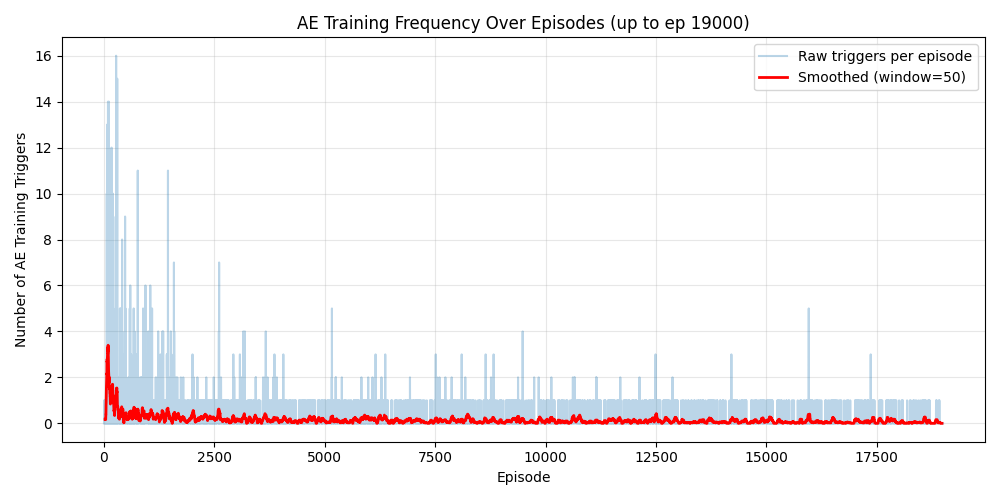 AE Training Frequency Over Episodes (up to ep 19000)
Raw triggers per episode
Smoothed (window=50)
Number of AE Training Triggers
16
14
12
10
8
6
4
2
0
0 2500 5000 7500 10000 12500 15000 17500
Episode